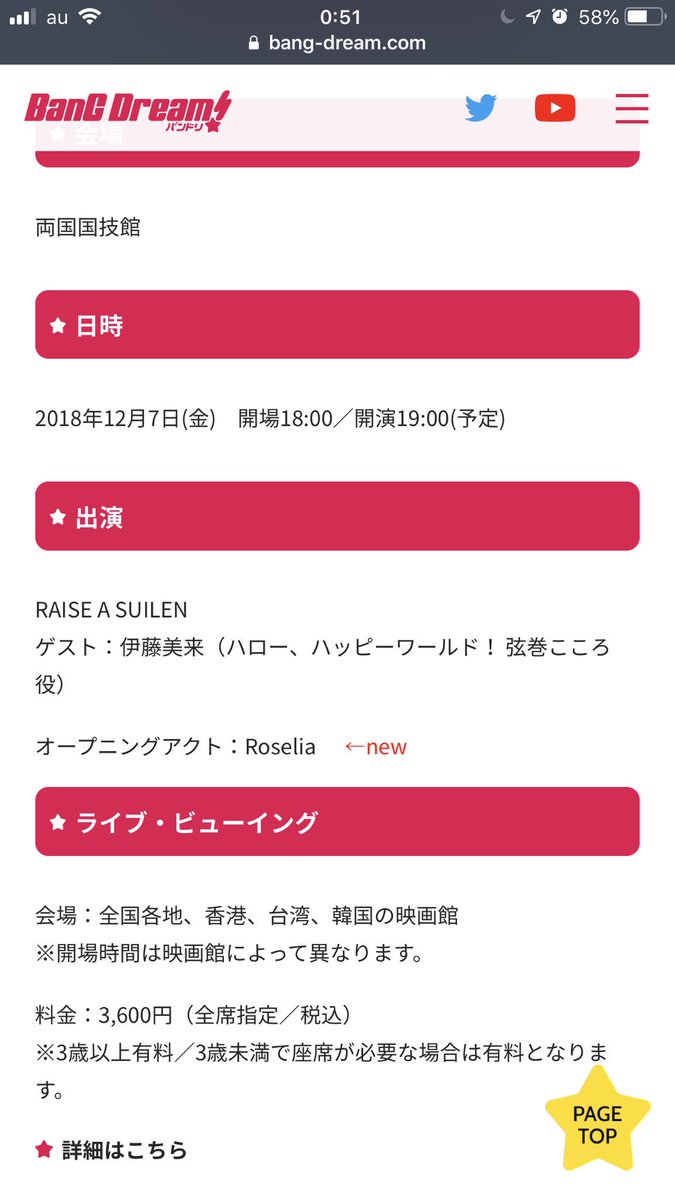 au 0:51 58%
bang-dream.com
BanG Dream!
バンドリ
会場
両国国技館
日時
2018年12月7日(金)　開場18:00／開演19:00(予定)
出演
RAISE A SUILEN
ゲスト：伊藤美来（ハロー、ハッピーワールド！ 弦巻こころ
役）
オープニングアクト：Roselia ←new
ライブ・ビューイング
会場：全国各地、香港、台湾、韓国の映画館
※開場時間は映画館によって異なります。
料金：3,600円（全席指定／税込）
※3歳以上有料／3歳未満で座席が必要な場合は有料となりま
す。
PAGE
TOP
詳細はこちら